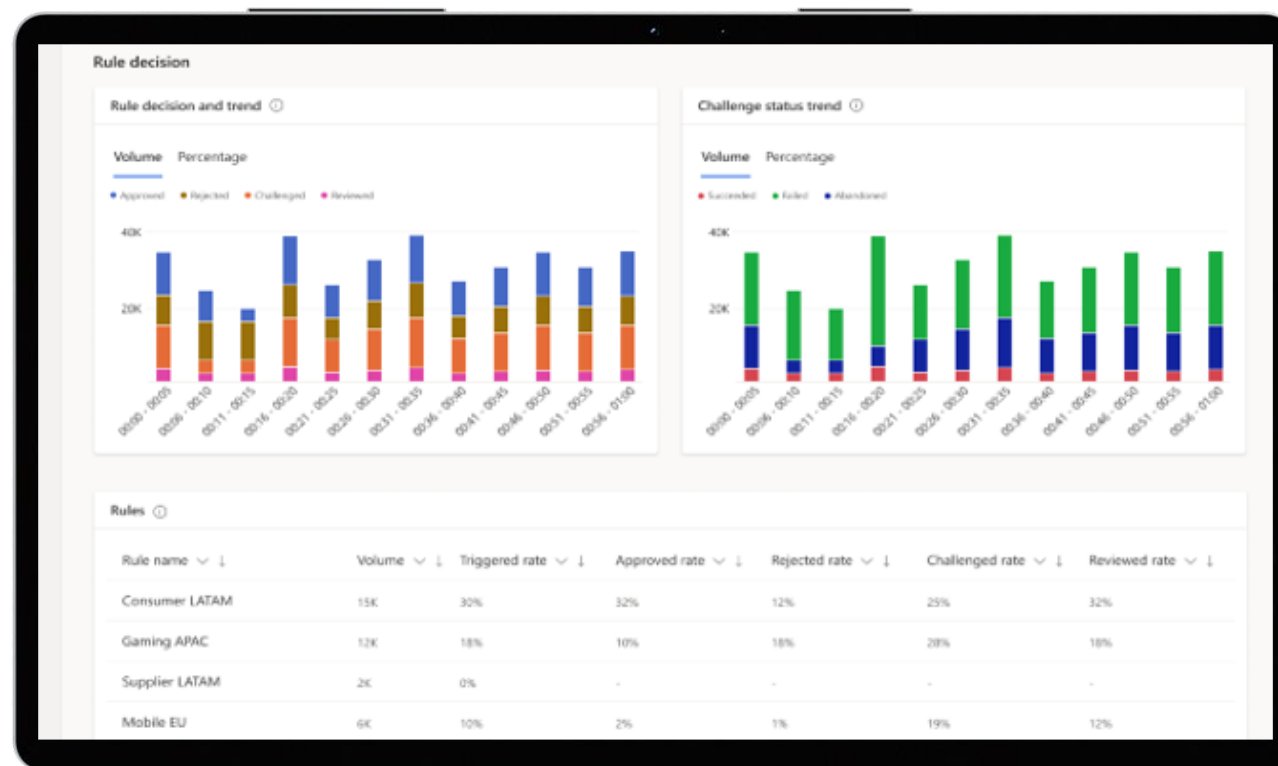 Rule decision
Rule decision and trend
Volume Percentage
Approved Rejected Challenged Reviewed
40K
20K
00:00 - 00:05 00:06 - 00:10 00:11 - 00:15 00:16 - 00:20 00:21 - 00:25 00:26 - 00:30 00:31 - 00:35 00:36 - 00:40 00:41 - 00:45 00:46 - 00:50 00:51 - 00:55 00:56 - 01:00
Challenge status trend
Volume Percentage
Succeeded Failed Abandoned
40K
20K
00:00 - 00:05 00:06 - 00:10 00:11 - 00:15 00:16 - 00:20 00:21 - 00:25 00:26 - 00:30 00:31 - 00:35 00:36 - 00:40 00:41 - 00:45 00:46 - 00:50 00:51 - 00:55 00:56 - 01:00
Rules
Rule name Volume Triggered rate Approved rate Rejected rate Challenged rate Reviewed rate
Consumer LATAM 15K 30% 32% 12% 25% 32%
Gaming APAC 12K 18% 10% 18% 28% 18%
Supplier LATAM 2K 0% - - - -
Mobile EU 6K 10% 2% 1% 19% 12%